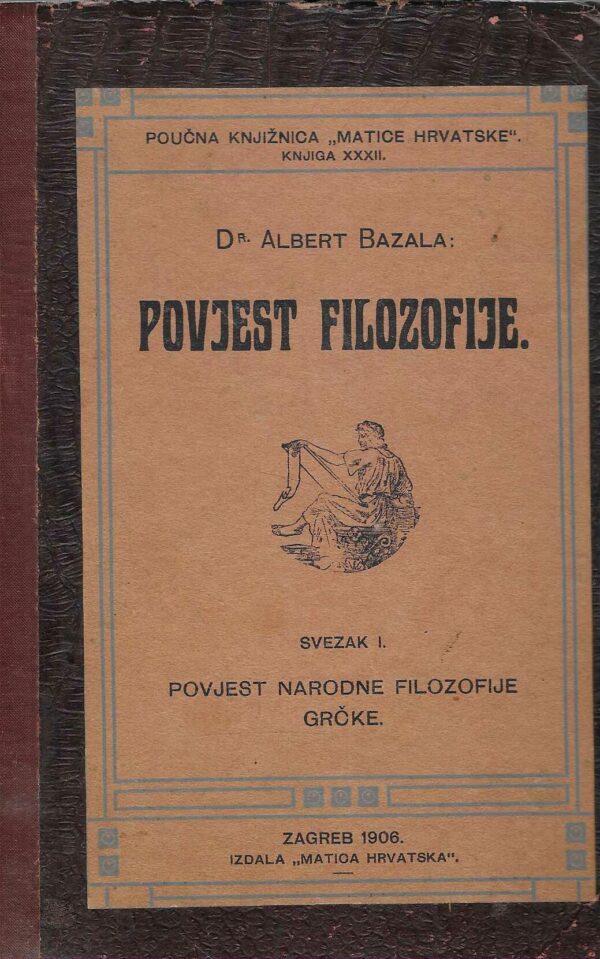 POUČNA KNJIŽNICA „MATICE HRVATSKE“.
KNJIGA XXXII.
DR. ALBERT BAZALA:
POVJEST FILOZOFIJE.
SVEZAK I.
POVJEST NARODNE FILOZOFIJE
GRČKE.
ZAGREB 1906.
IZDALA „MATICA HRVATSKA“.